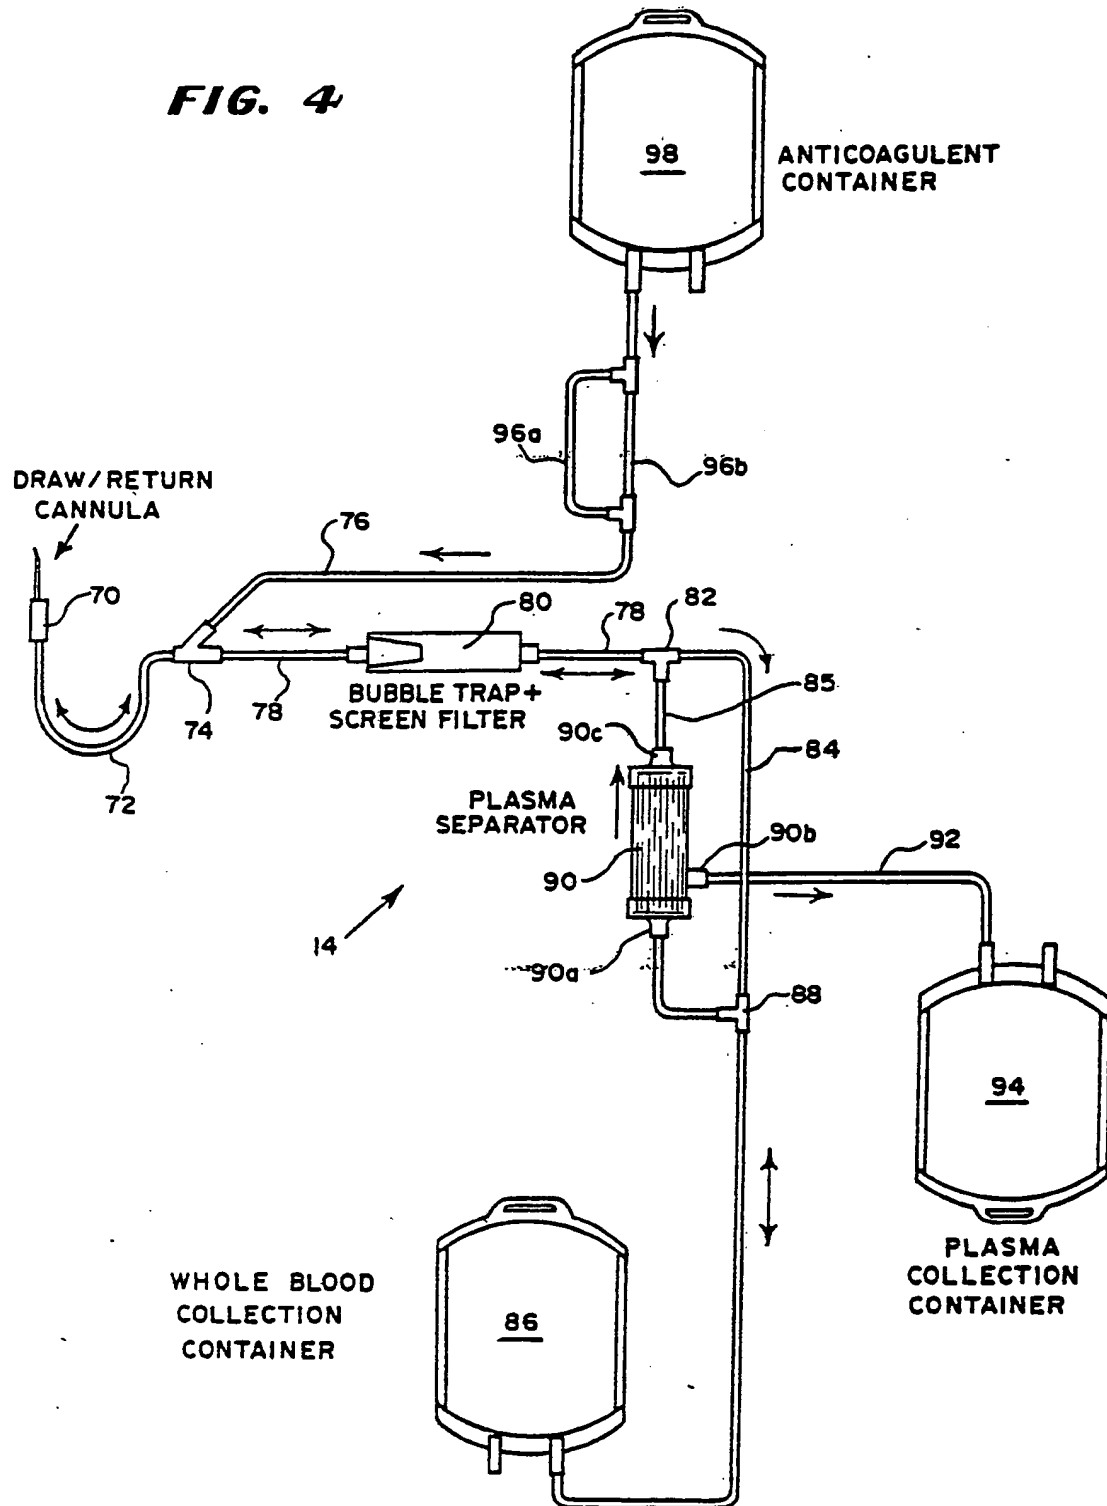 FIG. 4
98
ANTICOAGULENT
CONTAINER
96a
96b
DRAW/RETURN
CANNULA
76
70
80
78
82
74
78
BUBBLE TRAP+
SCREEN FILTER
85
90c
84
72
PLASMA
SEPARATOR
90b
92
90
14
90a
88
94
PLASMA
COLLECTION
CONTAINER
WHOLE BLOOD
COLLECTION
CONTAINER
86